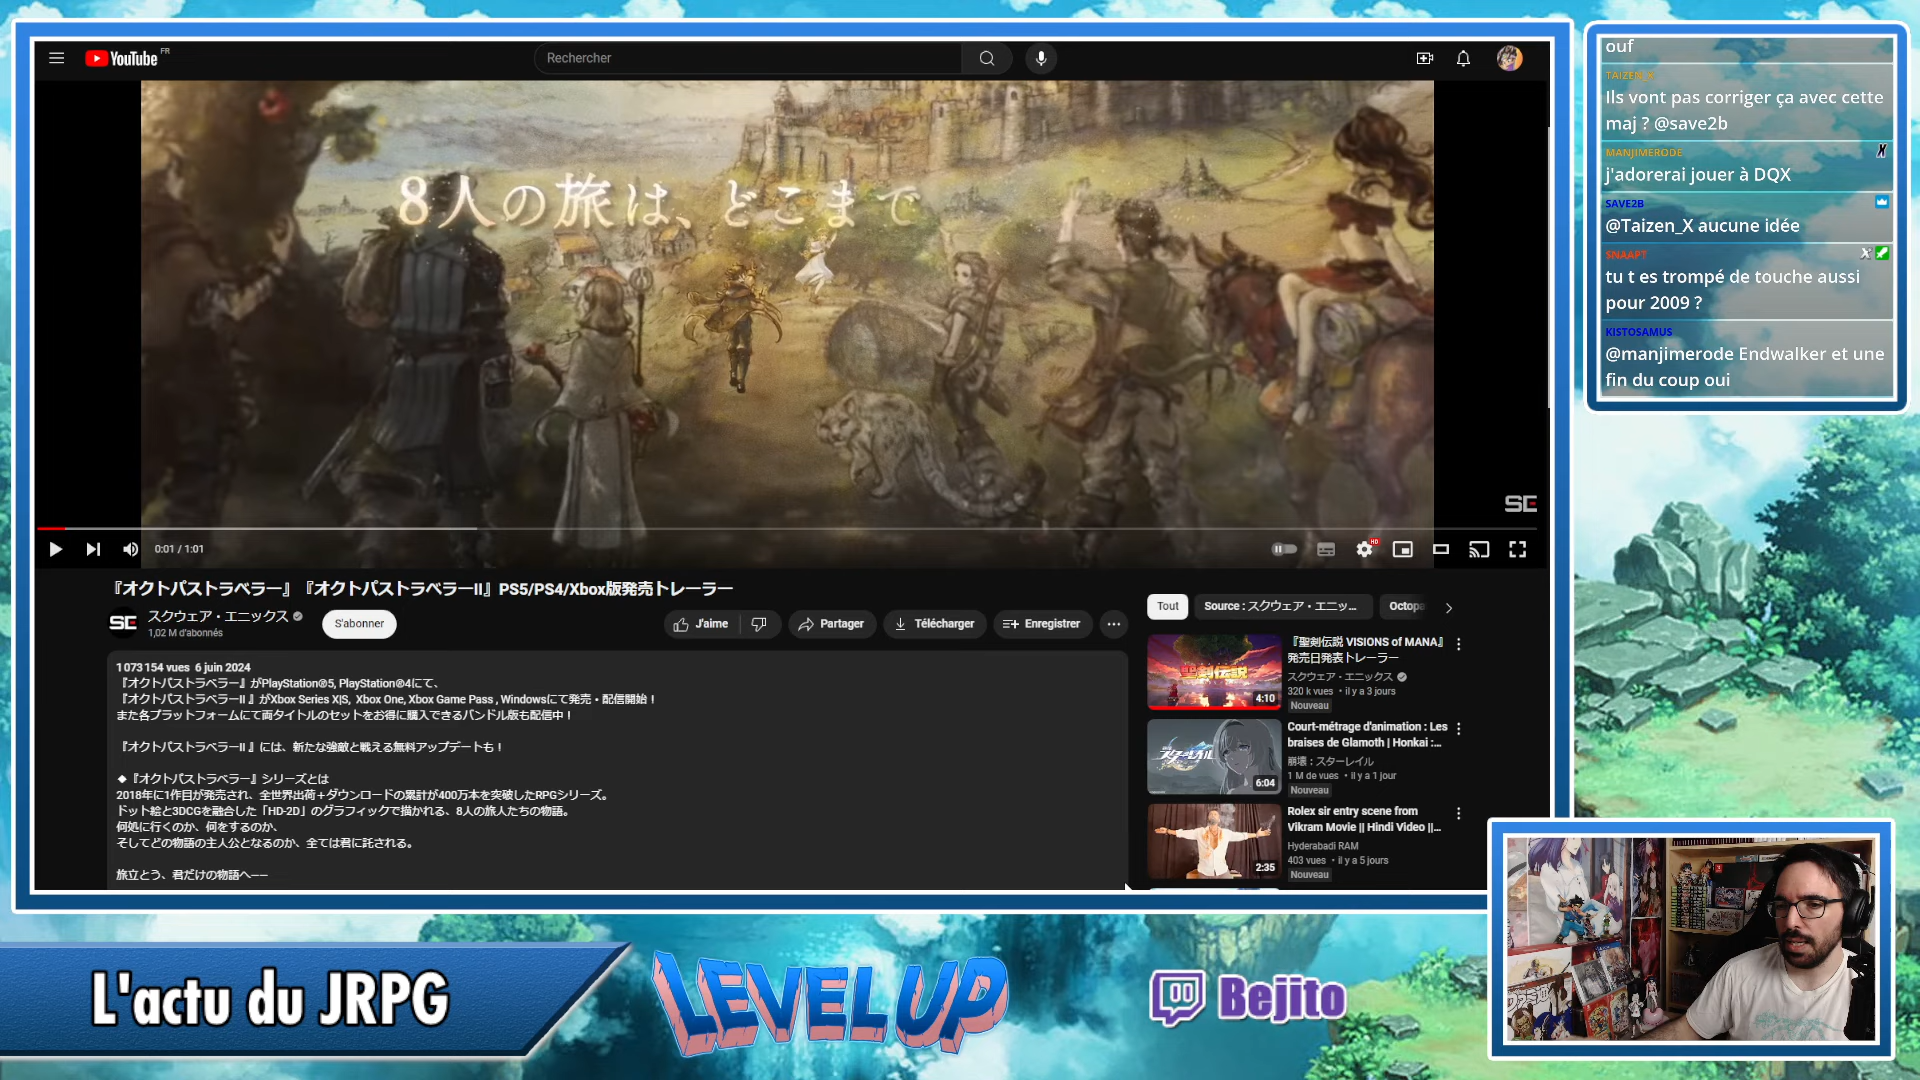 YouTube FR
Rechercher
8人の旅は、どこまで
SE
0:01 / 1:01
HD
『オクトパストラベラー』『オクトパストラベラーII』PS5/PS4/Xbox版発売トレーラー
SE
スクウェア・エニックス
1,02 M d'abonnés
S'abonner
J'aime
Partager
Télécharger
Enregistrer
1 073 154 vues 6 juin 2024
『オクトパストラベラー』がPlayStation®5, PlayStation®4にて、
『オクトパストラベラーII 』がXbox Series X|S, Xbox One, Xbox Game Pass , Windowsにて発売・配信開始！
また各プラットフォームにて両タイトルのセットをお得に購入できるバンドル版も配信中！
『オクトパストラベラーII 』には、新たな強敵と戦える無料アップデートも！
◆『オクトパストラベラー』シリーズとは
2018年に1作目が発売され、全世界出荷＋ダウンロードの累計が400万本を突破したRPGシリーズ。
ドット絵と3DCGを融合した「HD-2D」のグラフィックで描かれる、8人の旅人たちの物語。
何処に行くのか、何をするのか、
そしてどの物語の主人公となるのか、全ては君に託される。
旅立とう、君だけの物語へ――
Tout
Source : スクウェア・エニッ...
Octopa
聖剣伝説
4:10
『聖剣伝説 VISIONS of MANA』
発売日発表トレーラー
スクウェア・エニックス
320 k vues • il y a 3 jours
Nouveau
スターレイル
6:04
Court-métrage d'animation : Les
braises de Glamoth | Honkai :...
崩壊：スターレイル
1 M de vues • il y a 1 jour
Nouveau
2:35
Rolex sir entry scene from
Vikram Movie || Hindi Video ||...
Hyderabadi RAM
403 vues • il y a 5 jours
Nouveau
ouf
TAIZEN_X
Ils vont pas corriger ça avec cette
maj ? @save2b
MANJIMERODE
j'adorerai jouer à DQX
SAVE2B
@Taizen_X aucune idée
SNAAPT
tu t es trompé de touche aussi
pour 2009 ?
KISTOSAMUS
@manjimerode Endwalker et une
fin du coup oui
L'actu du JRPG
LEVEL UP
Bejito